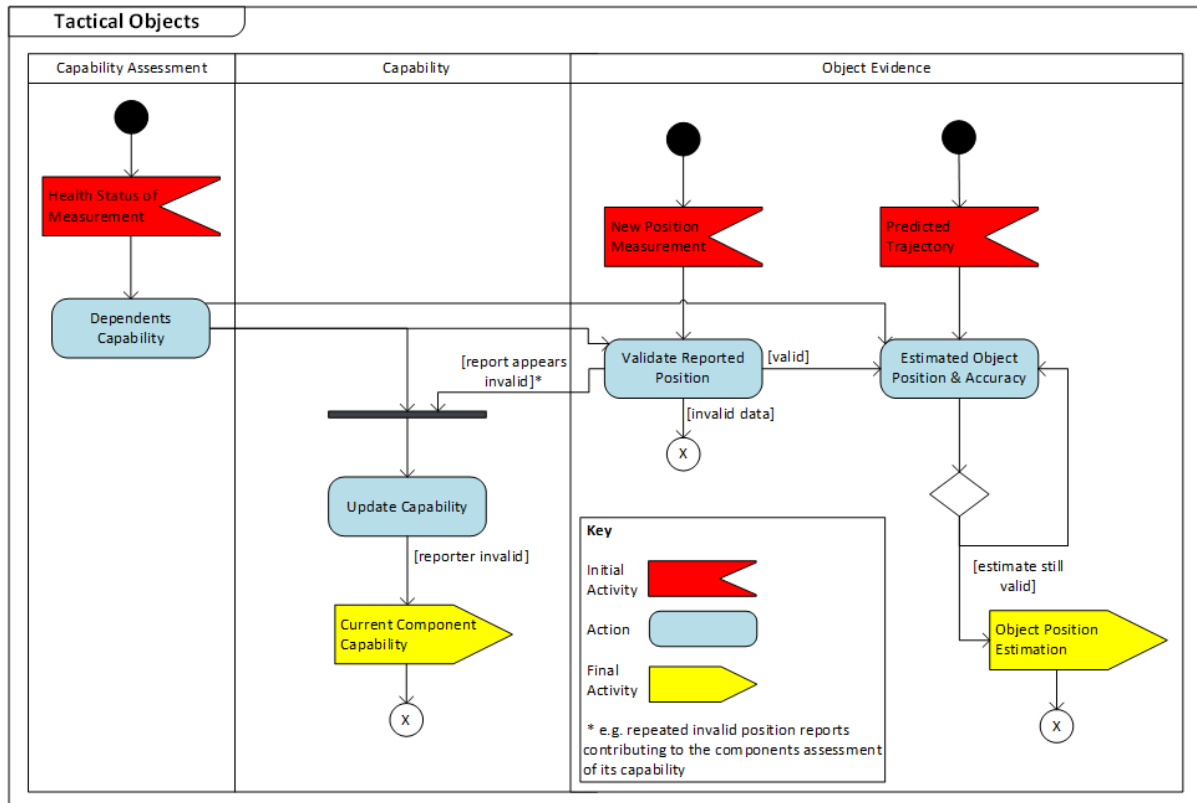 Tactical Objects
Capability Assessment
Capability
Object Evidence
Health Status of
Measurement
New Position
Measurement
Predicted
Trajectory
Dependents
Capability
[report appears
invalid]*
Validate Reported
Position
[valid]
Estimated Object
Position & Accuracy
[invalid data]
X
Update Capability
[reporter invalid]
Current Component
Capability
X
Key
Initial
Activity
Action
Final
Activity
* e.g. repeated invalid position reports
contributing to the components assessment
of its capability
[estimate still
valid]
Object Position
Estimation
X